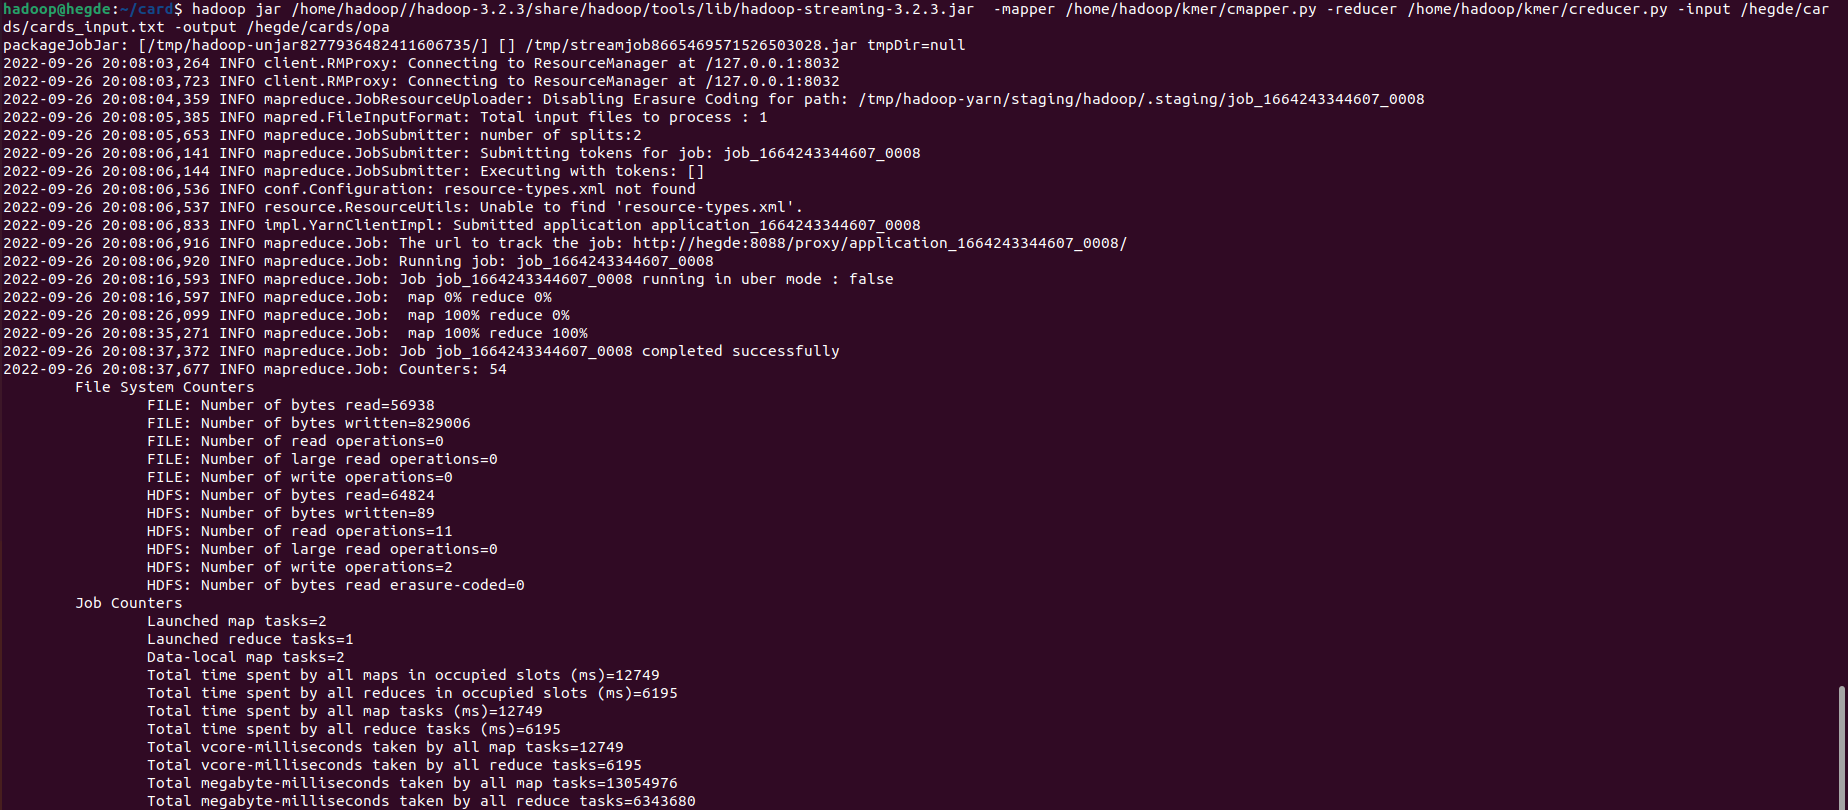 hadoop@hegde:~/card$ hadoop jar /home/hadoop//hadoop-3.2.3/share/hadoop/tools/lib/hadoop-streaming-3.2.3.jar  -mapper /home/hadoop/kmer/cmapper.py -reducer /home/hadoop/kmer/creducer.py -input /hegde/car
ds/cards_input.txt -output /hegde/cards/opa
packageJobJar: [/tmp/hadoop-unjar8277936482411606735/] [] /tmp/streamjob8665469571526503028.jar tmpDir=null
2022-09-26 20:08:03,264 INFO client.RMProxy: Connecting to ResourceManager at /127.0.0.1:8032
2022-09-26 20:08:03,723 INFO client.RMProxy: Connecting to ResourceManager at /127.0.0.1:8032
2022-09-26 20:08:04,359 INFO mapreduce.JobResourceUploader: Disabling Erasure Coding for path: /tmp/hadoop-yarn/staging/hadoop/.staging/job_1664243344607_0008
2022-09-26 20:08:05,385 INFO mapred.FileInputFormat: Total input files to process : 1
2022-09-26 20:08:05,653 INFO mapreduce.JobSubmitter: number of splits:2
2022-09-26 20:08:06,141 INFO mapreduce.JobSubmitter: Submitting tokens for job: job_1664243344607_0008
2022-09-26 20:08:06,144 INFO mapreduce.JobSubmitter: Executing with tokens: []
2022-09-26 20:08:06,536 INFO conf.Configuration: resource-types.xml not found
2022-09-26 20:08:06,537 INFO resource.ResourceUtils: Unable to find 'resource-types.xml'.
2022-09-26 20:08:06,833 INFO impl.YarnClientImpl: Submitted application application_1664243344607_0008
2022-09-26 20:08:06,916 INFO mapreduce.Job: The url to track the job: http://hegde:8088/proxy/application_1664243344607_0008/
2022-09-26 20:08:06,920 INFO mapreduce.Job: Running job: job_1664243344607_0008
2022-09-26 20:08:16,593 INFO mapreduce.Job: Job job_1664243344607_0008 running in uber mode : false
2022-09-26 20:08:16,597 INFO mapreduce.Job:  map 0% reduce 0%
2022-09-26 20:08:26,099 INFO mapreduce.Job:  map 100% reduce 0%
2022-09-26 20:08:35,271 INFO mapreduce.Job:  map 100% reduce 100%
2022-09-26 20:08:37,372 INFO mapreduce.Job: Job job_1664243344607_0008 completed successfully
2022-09-26 20:08:37,677 INFO mapreduce.Job: Counters: 54
File System Counters
FILE: Number of bytes read=56938
FILE: Number of bytes written=829006
FILE: Number of read operations=0
FILE: Number of large read operations=0
FILE: Number of write operations=0
HDFS: Number of bytes read=64824
HDFS: Number of bytes written=89
HDFS: Number of read operations=11
HDFS: Number of large read operations=0
HDFS: Number of write operations=2
HDFS: Number of bytes read erasure-coded=0
Job Counters
Launched map tasks=2
Launched reduce tasks=1
Data-local map tasks=2
Total time spent by all maps in occupied slots (ms)=12749
Total time spent by all reduces in occupied slots (ms)=6195
Total time spent by all map tasks (ms)=12749
Total time spent by all reduce tasks (ms)=6195
Total vcore-milliseconds taken by all map tasks=12749
Total vcore-milliseconds taken by all reduce tasks=6195
Total megabyte-milliseconds taken by all map tasks=13054976
Total megabyte-milliseconds taken by all reduce tasks=6343680